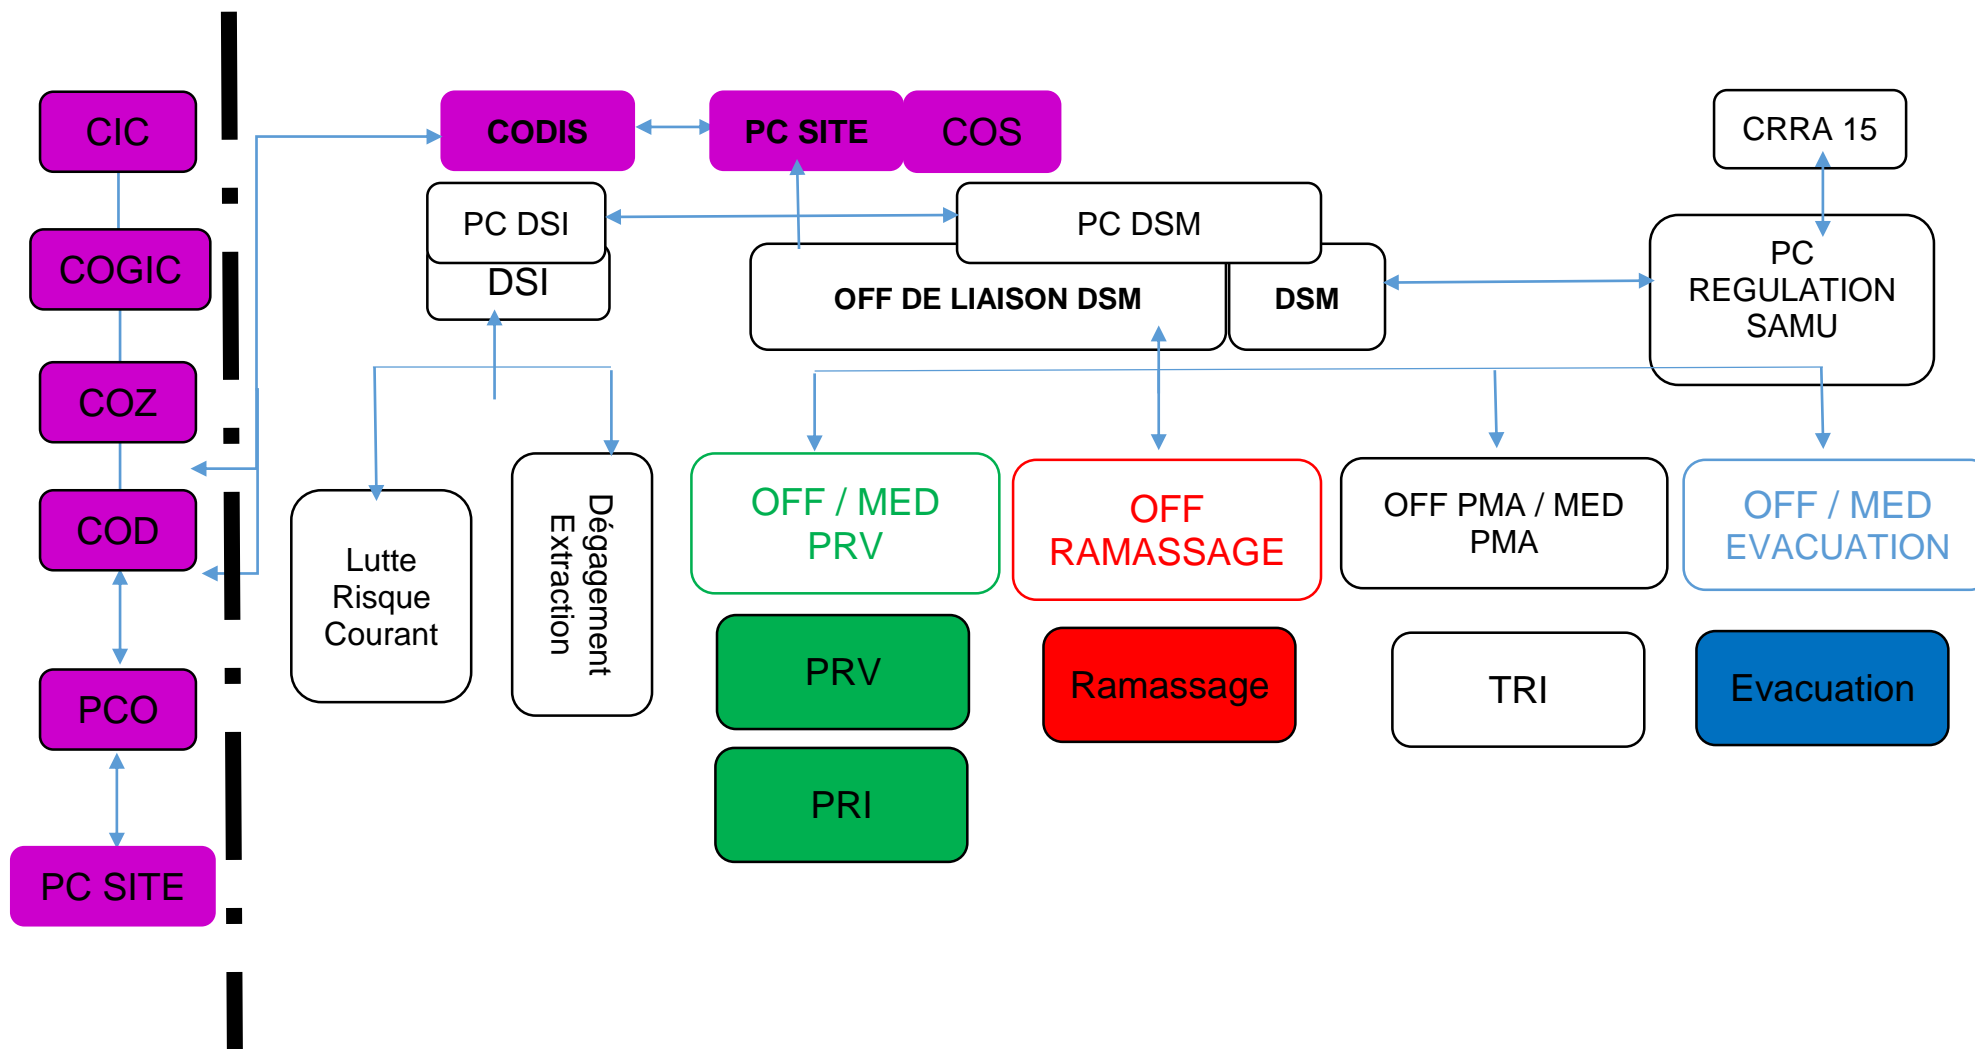 CIC
COGIC
COZ
COD
PCO
PC SITE
CODIS
PC SITE
COS
CRRA 15
PC DSI
DSI
PC DSM
OFF DE LIAISON DSM
DSM
PC
REGULATION
SAMU
Lutte
Risque
Courant
Dégagement
Extraction
OFF / MED
PRV
OFF
RAMASSAGE
OFF PMA / MED
PMA
OFF / MED
EVACUATION
PRV
Ramassage
TRI
Evacuation
PRI